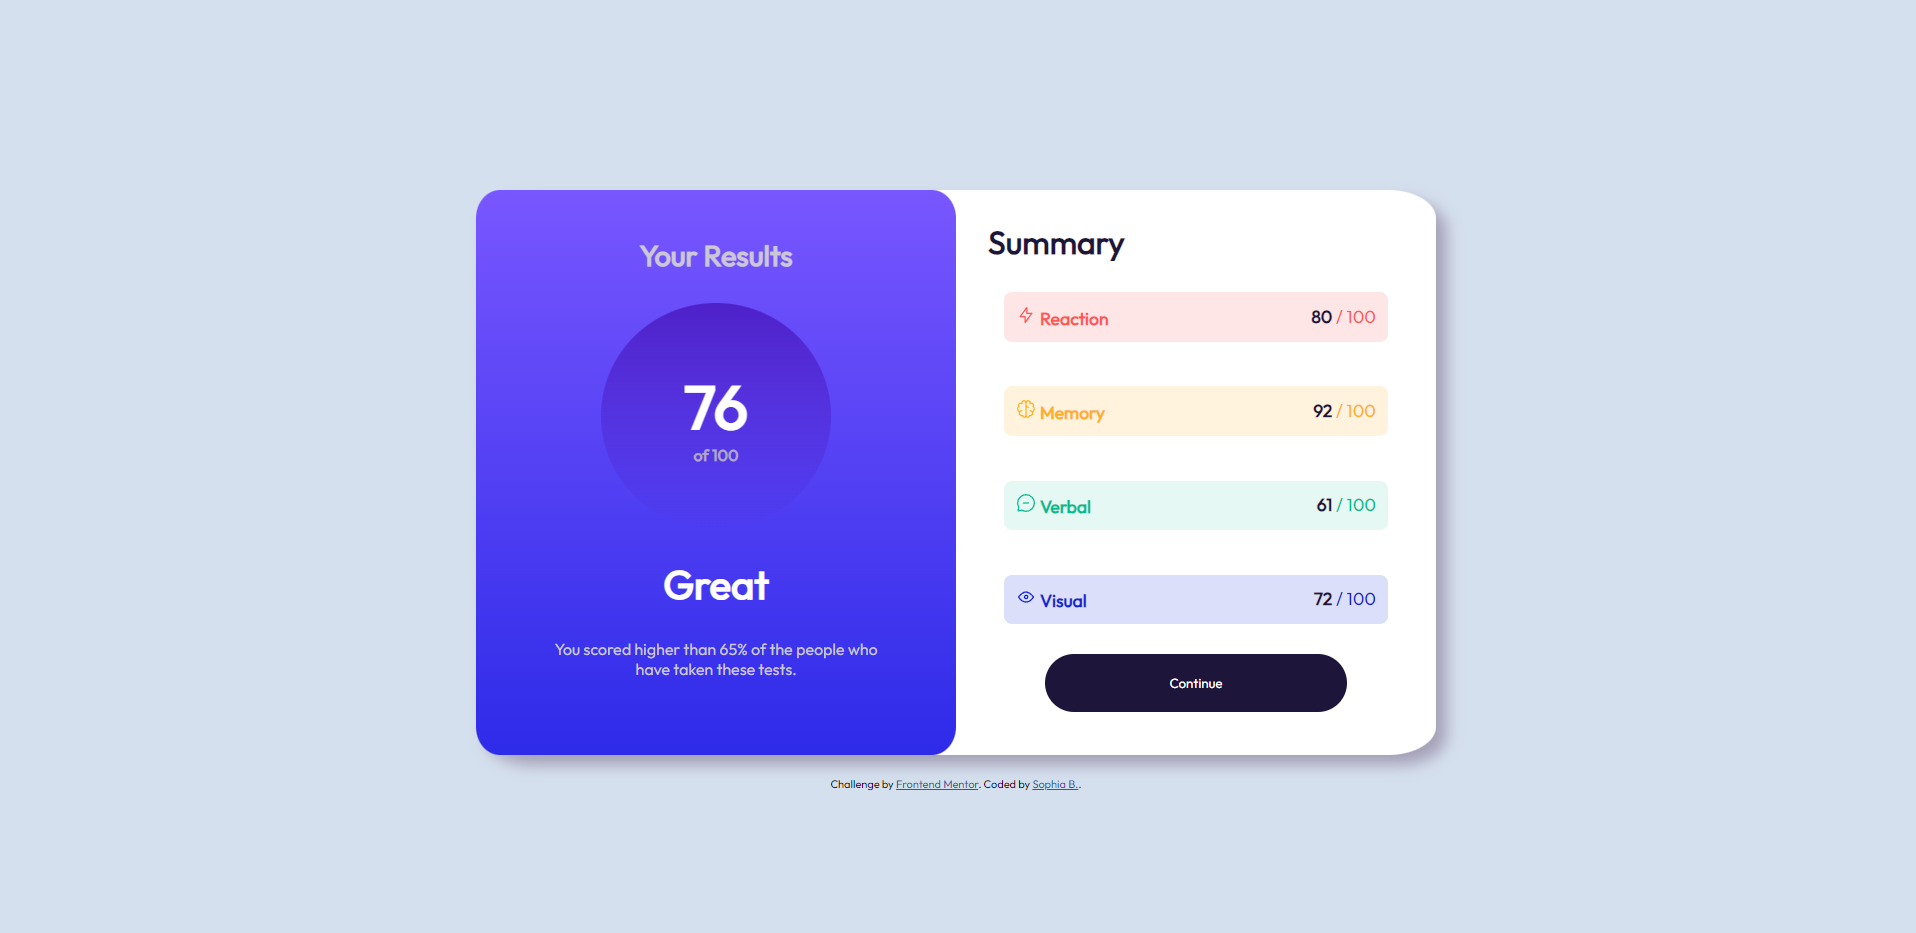 Your Results
76
of 100
Great
You scored higher than 65% of the people who
have taken these tests.
Summary
Reaction 80 / 100
Memory 92 / 100
Verbal 61 / 100
Visual 72 / 100
Continue
Challenge by Frontend Mentor. Coded by Sophia B..